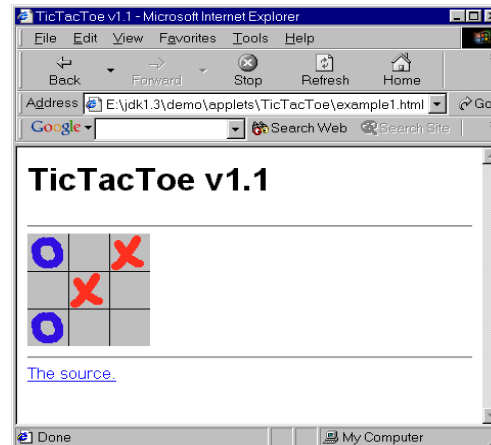 TicTacToe v1.1 - Microsoft Internet Explorer
File Edit View Favorites Tools Help
Back Forward Stop Refresh Home
Address E:\jdk1.3\demo\applets\TicTacToe\example1.html Go
Google Search Web Search Site
TicTacToe v1.1
The source.
Done My Computer